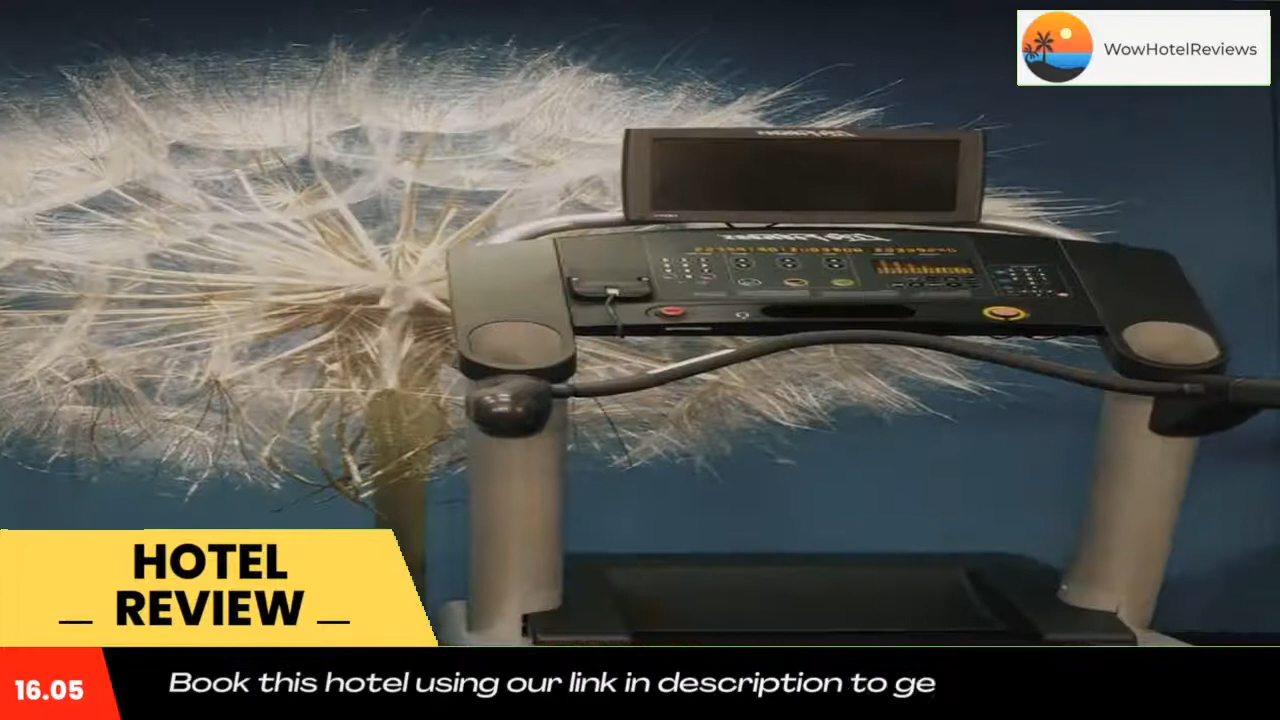 WowHotelReviews
HOTEL
REVIEW
16.05
Book this hotel using our link in description to ge